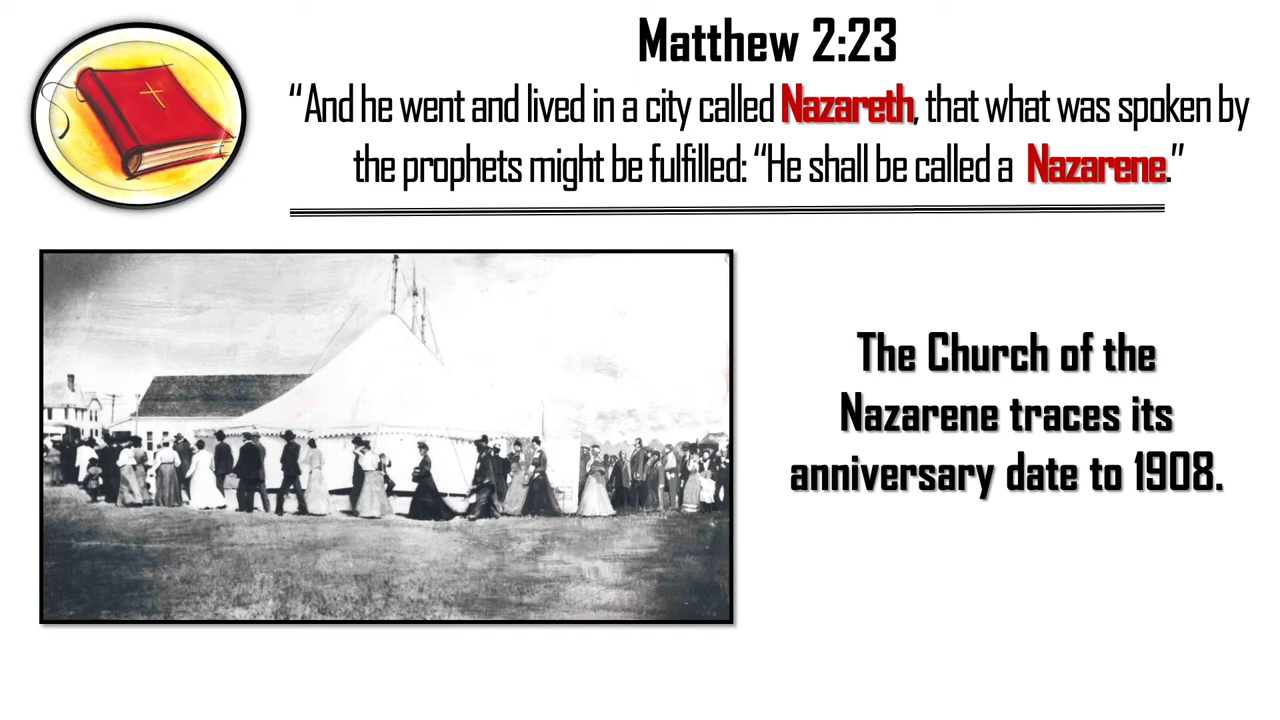 Matthew 2:23
“And he went and lived in a city called Nazareth, that what was spoken by
the prophets might be fulfilled: “He shall be called a Nazarene.”
The Church of the
Nazarene traces its
anniversary date to 1908.